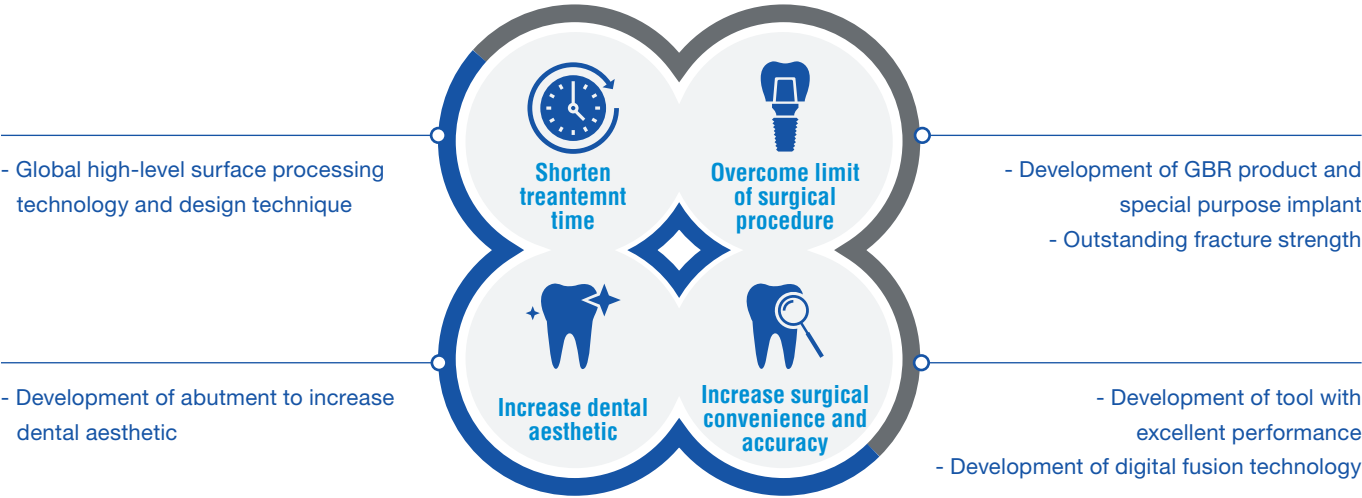 Shorten
treantemnt
time
- Global high-level surface processing
technology and design technique
Overcome limit
of surgical
procedure
- Development of GBR product and
special purpose implant
- Outstanding fracture strength
Increase dental
aesthetic
- Development of abutment to increase
dental aesthetic
Increase surgical
convenience and
accuracy
- Development of tool with
excellent performance
- Development of digital fusion technology